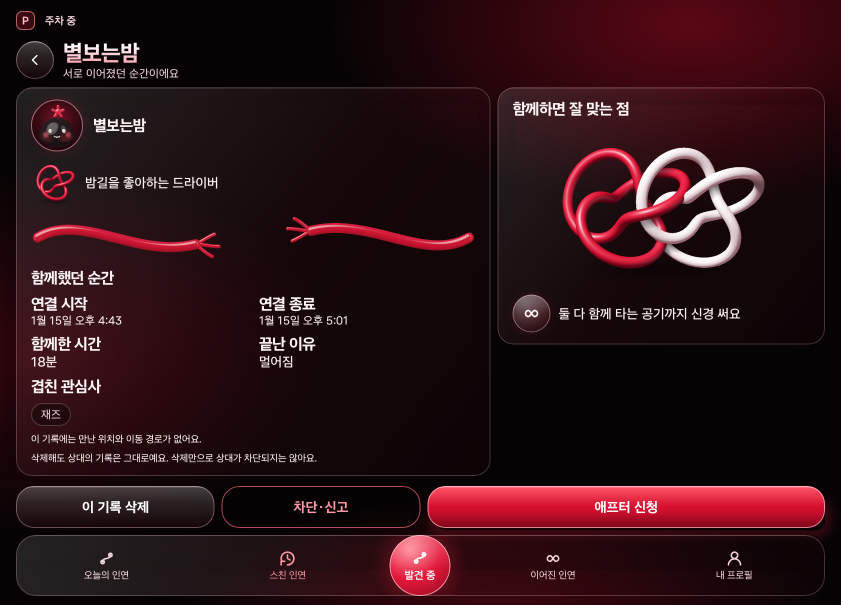 P 주차 중
별보는밤
서로 이어졌던 순간이에요
별보는밤
밤길을 좋아하는 드라이버
함께했던 순간
연결 시작
1월 15일 오후 4:43
연결 종료
1월 15일 오후 5:01
함께한 시간
18분
끝난 이유
멀어짐
겹친 관심사
재즈
이 기록에는 만난 위치와 이동 경로가 없어요.
삭제해도 상대의 기록은 그대로예요. 삭제만으로 상대가 차단되지는 않아요.
함께하면 잘 맞는 점
둘 다 함께 타는 공기까지 신경 써요
이 기록 삭제
차단·신고
애프터 신청
오늘의 인연
스친 인연
발견 중
이어진 인연
내 프로필